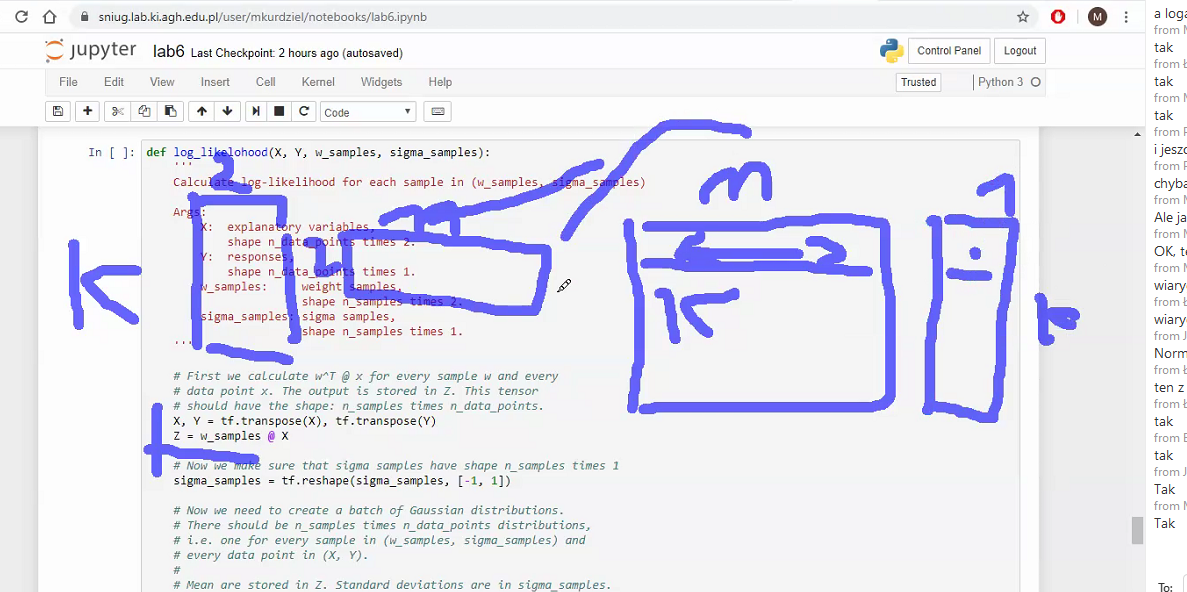 sniug.lab.ki.agh.edu.pl/user/mkurdziel/notebooks/lab6.ipynb
M
jupyter lab6 Last Checkpoint: 2 hours ago (autosaved)
Control Panel
Logout
File Edit View Insert Cell Kernel Widgets Help
Trusted
Python 3
Code
In [ ]:
def log_likelohood(X, Y, w_samples, sigma_samples):
'''
Calculate log-likelihood for each sample in (w_samples, sigma_samples)
Args:
X: explanatory variables,
shape n_data_points times 2.
Y: responses,
shape n_data_points times 1.
w_samples: weight samples,
shape n_samples times 2.
sigma_samples: sigma samples,
shape n_samples times 1.
'''
# First we calculate w^T @ x for every sample w and every
# data point x. The output is stored in Z. This tensor
# should have the shape: n_samples times n_data_points.
X, Y = tf.transpose(X), tf.transpose(Y)
Z = w_samples @ X
# Now we make sure that sigma samples have shape n_samples times 1
sigma_samples = tf.reshape(sigma_samples, [-1, 1])
# Now we need to create a batch of Gaussian distributions.
# There should be n_samples times n_data_points distributions,
# i.e. one for every sample in (w_samples, sigma_samples) and
# every data point in (X, Y).
#
# Mean are stored in Z. Standard deviations are in sigma_samples.
K
2
2
n
n
K
1
k
a loga
from
tak
from
tak
from
tak
from
i jeszc
from
chyba
from
Ale ja
from
OK, te
from
wiary
from
wiary
from
Norm
from
ten z
from
tak
from
tak
from
Tak
from
Tak
To: